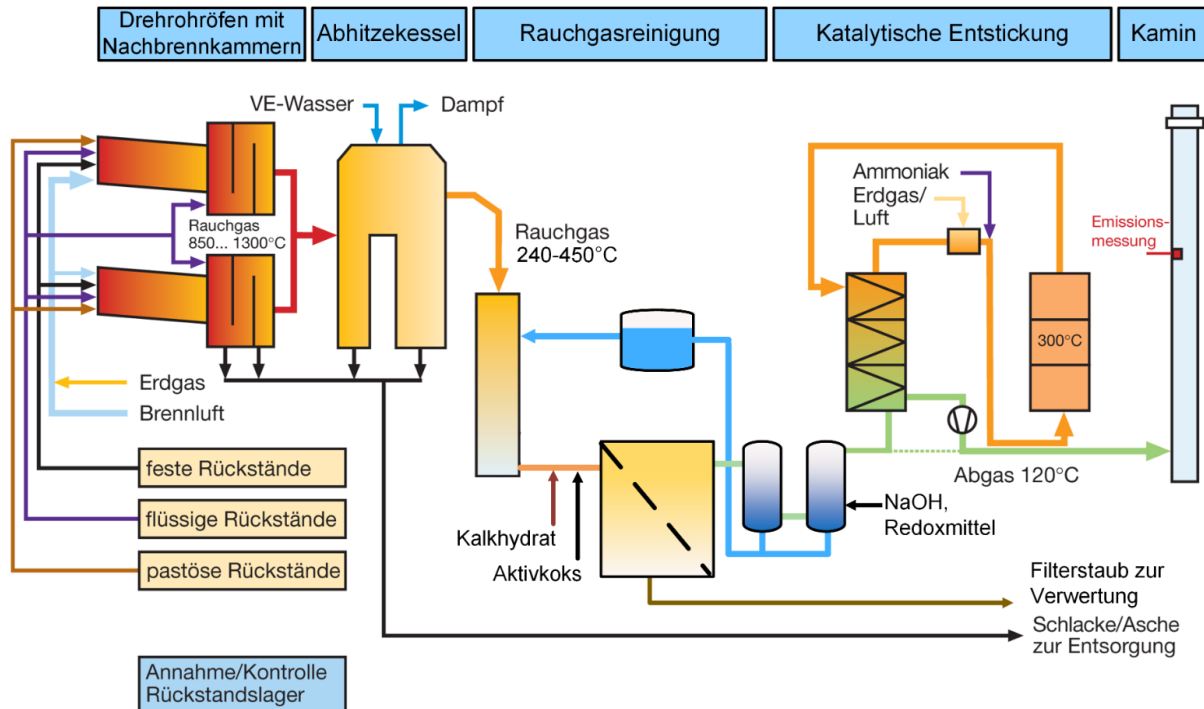 Drehrohröfen mit
Nachbrennkammern
Abhitzekessel
Rauchgasreinigung
Katalytische Entstickung
Kamin
VE-Wasser
Dampf
Rauchgas
850... 1300°C
Rauchgas
240-450°C
Ammoniak
Erdgas/
Luft
Emissions-
messung
300°C
Erdgas
Brennluft
feste Rückstände
flüssige Rückstände
pastöse Rückstände
Kalkhydrat
Aktivkoks
NaOH,
Redoxmittel
Abgas 120°C
Filterstaub zur
Verwertung
Schlacke/Asche
zur Entsorgung
Annahme/Kontrolle
Rückstandslager